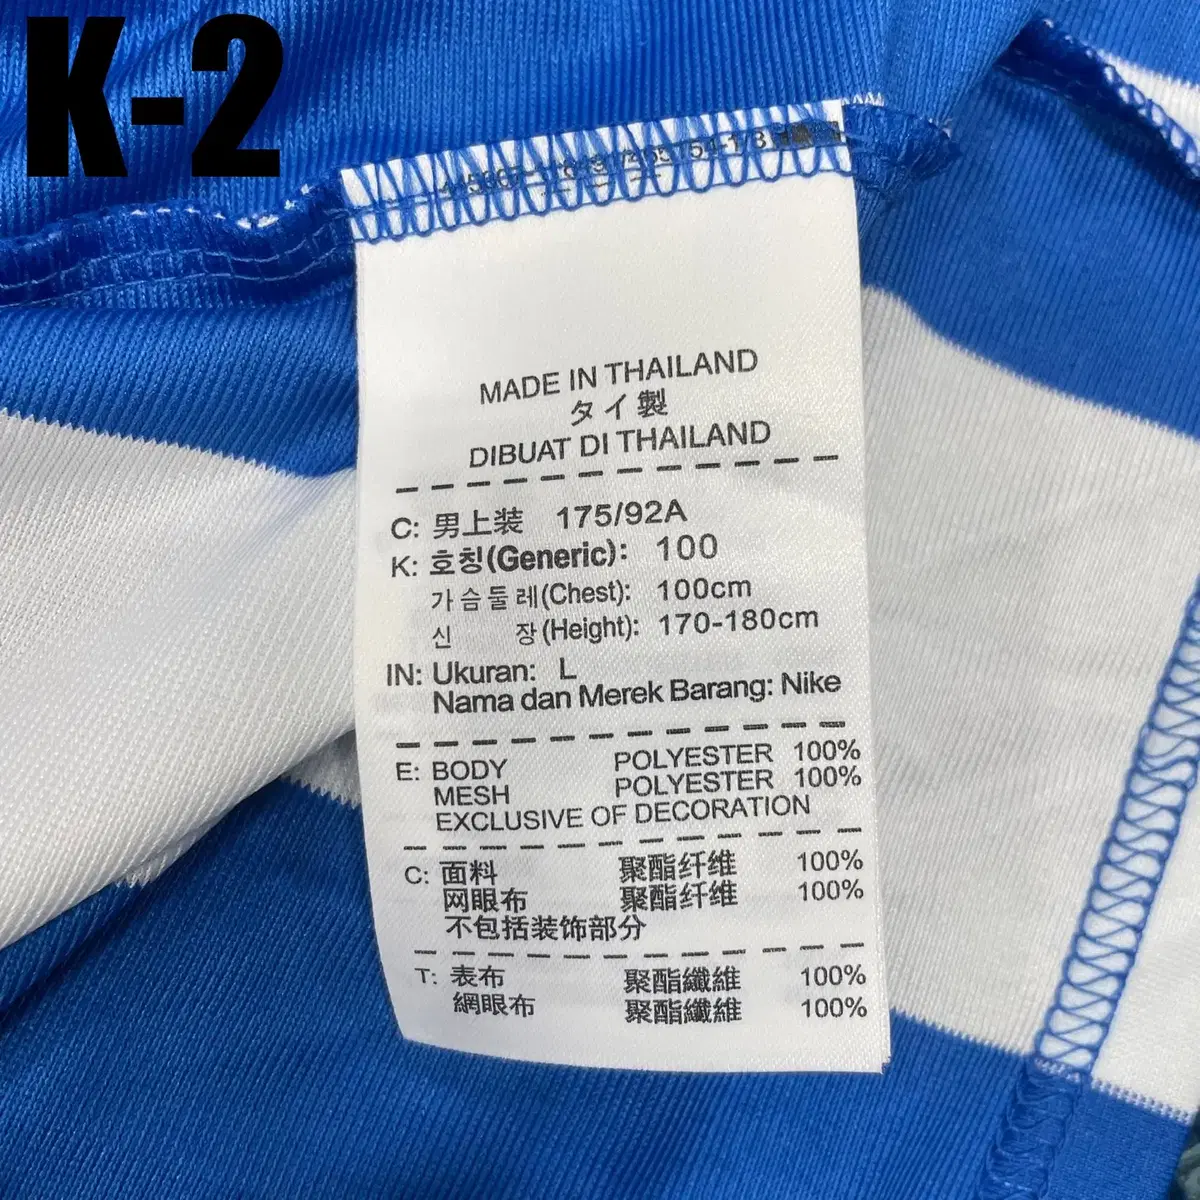 K-2
MADE IN THAILAND
タイ製
DIBUAT DI THAILAND
C: 男上装 175/92A
K: 호칭(Generic): 100
가슴둘레(Chest): 100cm
신 장(Height): 170-180cm
IN: Ukuran: L
Nama dan Merek Barang: Nike
E: BODY POLYESTER 100%
MESH POLYESTER 100%
EXCLUSIVE OF DECORATION
C: 面料 聚酯纤维 100%
网眼布 聚酯纤维 100%
不包括装饰部分
T: 表布 聚酯纖維 100%
網眼布 聚酯纖維 100%